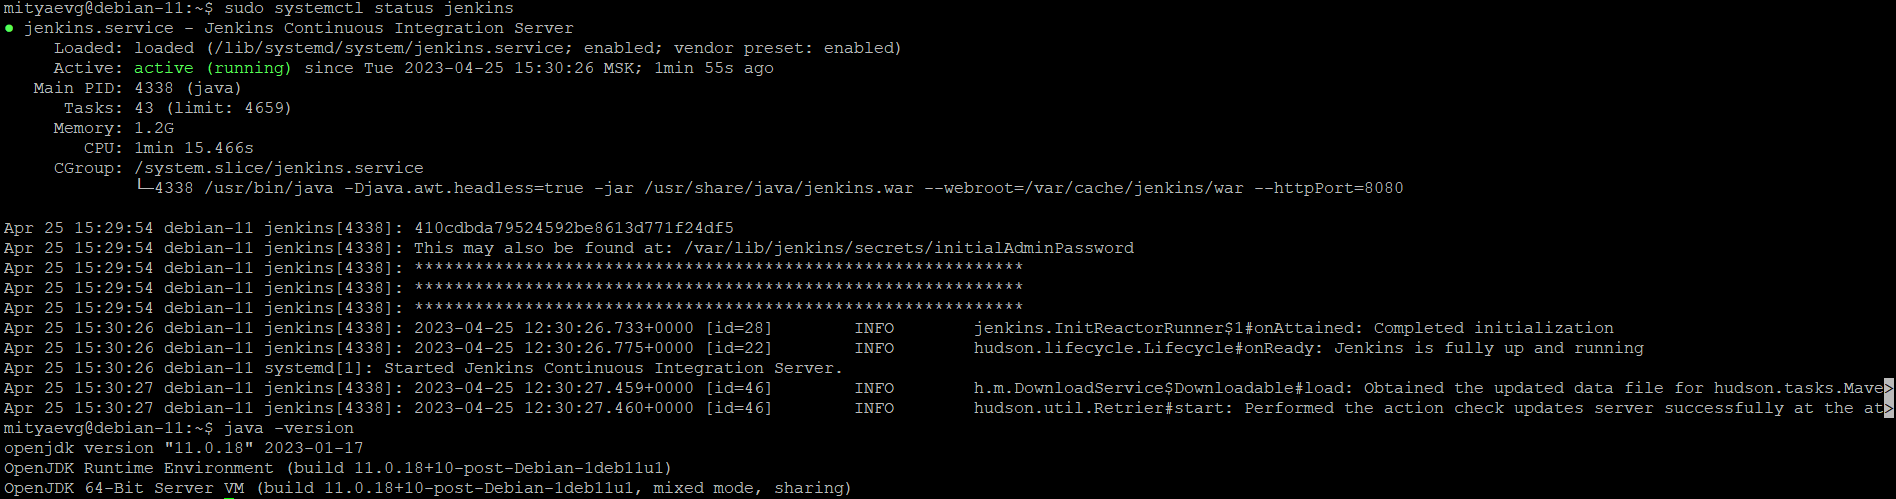 mityaevg@debian-11:~$ sudo systemctl status jenkins
● jenkins.service - Jenkins Continuous Integration Server
     Loaded: loaded (/lib/systemd/system/jenkins.service; enabled; vendor preset: enabled)
     Active: active (running) since Tue 2023-04-25 15:30:26 MSK; 1min 55s ago
   Main PID: 4338 (java)
      Tasks: 43 (limit: 4659)
     Memory: 1.2G
        CPU: 1min 15.466s
     CGroup: /system.slice/jenkins.service
             └─4338 /usr/bin/java -Djava.awt.headless=true -jar /usr/share/java/jenkins.war --webroot=/var/cache/jenkins/war --httpPort=8080
Apr 25 15:29:54 debian-11 jenkins[4338]: 410cdbda79524592be8613d771f24df5
Apr 25 15:29:54 debian-11 jenkins[4338]: This may also be found at: /var/lib/jenkins/secrets/initialAdminPassword
Apr 25 15:29:54 debian-11 jenkins[4338]: *************************************************************
Apr 25 15:29:54 debian-11 jenkins[4338]: *************************************************************
Apr 25 15:29:54 debian-11 jenkins[4338]: *************************************************************
Apr 25 15:30:26 debian-11 jenkins[4338]: 2023-04-25 12:30:26.733+0000 [id=28]        INFO        jenkins.InitReactorRunner$1#onAttained: Completed initialization
Apr 25 15:30:26 debian-11 jenkins[4338]: 2023-04-25 12:30:26.775+0000 [id=22]        INFO        hudson.lifecycle.Lifecycle#onReady: Jenkins is fully up and running
Apr 25 15:30:26 debian-11 systemd[1]: Started Jenkins Continuous Integration Server.
Apr 25 15:30:27 debian-11 jenkins[4338]: 2023-04-25 12:30:27.459+0000 [id=46]        INFO        h.m.DownloadService$Downloadable#load: Obtained the updated data file for hudson.tasks.Mave>
Apr 25 15:30:27 debian-11 jenkins[4338]: 2023-04-25 12:30:27.460+0000 [id=46]        INFO        hudson.util.Retrier#start: Performed the action check updates server successfully at the at>
mityaevg@debian-11:~$ java -version
openjdk version "11.0.18" 2023-01-17
OpenJDK Runtime Environment (build 11.0.18+10-post-Debian-1deb11u1)
OpenJDK 64-Bit Server VM (build 11.0.18+10-post-Debian-1deb11u1, mixed mode, sharing)